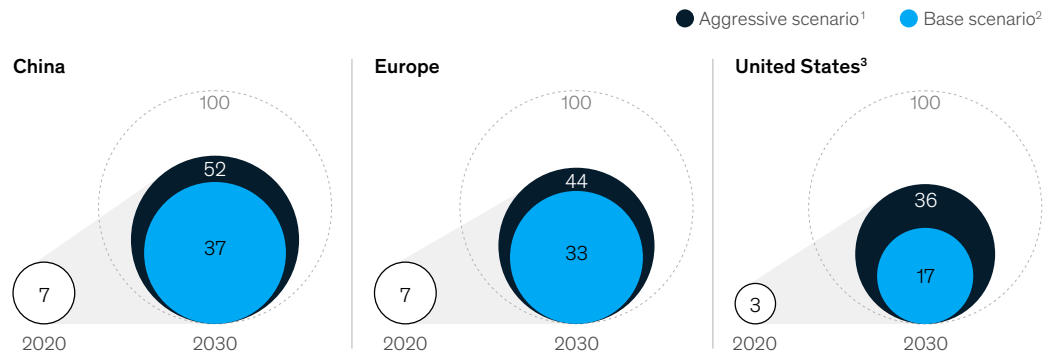 Aggressive scenario¹ Base scenario²
China Europe United States³
100 100 100
52 44 36
37 33 17
7 7 3
2020 2030 2020 2030 2020 2030